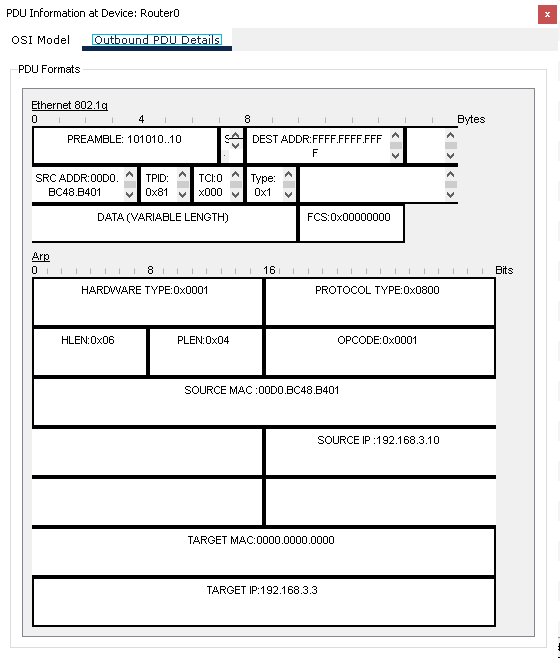 PDU Information at Device: Router0
x
OSI Model Outbound PDU Details
PDU Formats
Ethernet 802.1q
0 4 8 Bytes
PREAMBLE: 101010..10
DEST ADDR:FFFF.FFFF.FFF
F
SRC ADDR:00D0.
BC48.B401
TPID:
0x81
TCI:0
x000
Type:
0x1
DATA (VARIABLE LENGTH)
FCS:0x00000000
Arp
0 8 16 Bits
HARDWARE TYPE:0x0001
PROTOCOL TYPE:0x0800
HLEN:0x06
PLEN:0x04
OPCODE:0x0001
SOURCE MAC :00D0.BC48.B401
SOURCE IP :192.168.3.10
TARGET MAC:0000.0000.0000
TARGET IP:192.168.3.3